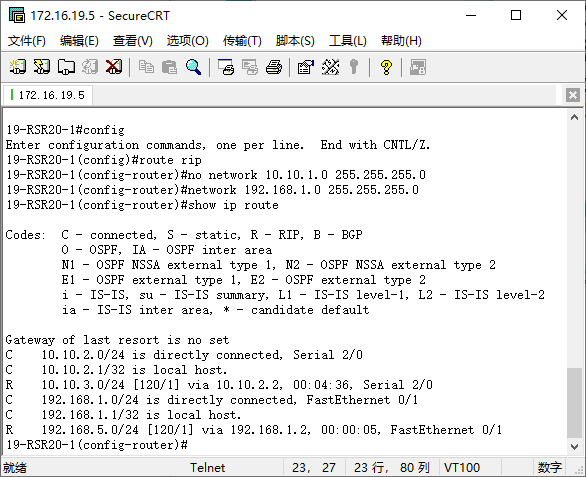 172.16.19.5 - SecureCRT
文件(F) 编辑(E) 查看(V) 选项(O) 传输(T) 脚本(S) 工具(L) 帮助(H)
172.16.19.5
19-RSR20-1#config
Enter configuration commands, one per line.  End with CNTL/Z.
19-RSR20-1(config)#route rip
19-RSR20-1(config-router)#no network 10.10.1.0 255.255.255.0
19-RSR20-1(config-router)#network 192.168.1.0 255.255.255.0
19-RSR20-1(config-router)#show ip route
Codes:  C - connected, S - static, R - RIP, B - BGP
        O - OSPF, IA - OSPF inter area
        N1 - OSPF NSSA external type 1, N2 - OSPF NSSA external type 2
        E1 - OSPF external type 1, E2 - OSPF external type 2
        i - IS-IS, su - IS-IS summary, L1 - IS-IS level-1, L2 - IS-IS level-2
        ia - IS-IS inter area, * - candidate default
Gateway of last resort is no set
C    10.10.2.0/24 is directly connected, Serial 2/0
C    10.10.2.1/32 is local host.
R    10.10.3.0/24 [120/1] via 10.10.2.2, 00:04:36, Serial 2/0
C    192.168.1.0/24 is directly connected, FastEthernet 0/1
C    192.168.1.1/32 is local host.
R    192.168.5.0/24 [120/1] via 192.168.1.2, 00:00:05, FastEthernet 0/1
19-RSR20-1(config-router)#
就绪 Telnet 23, 27 23 行, 80 列 VT100 数字